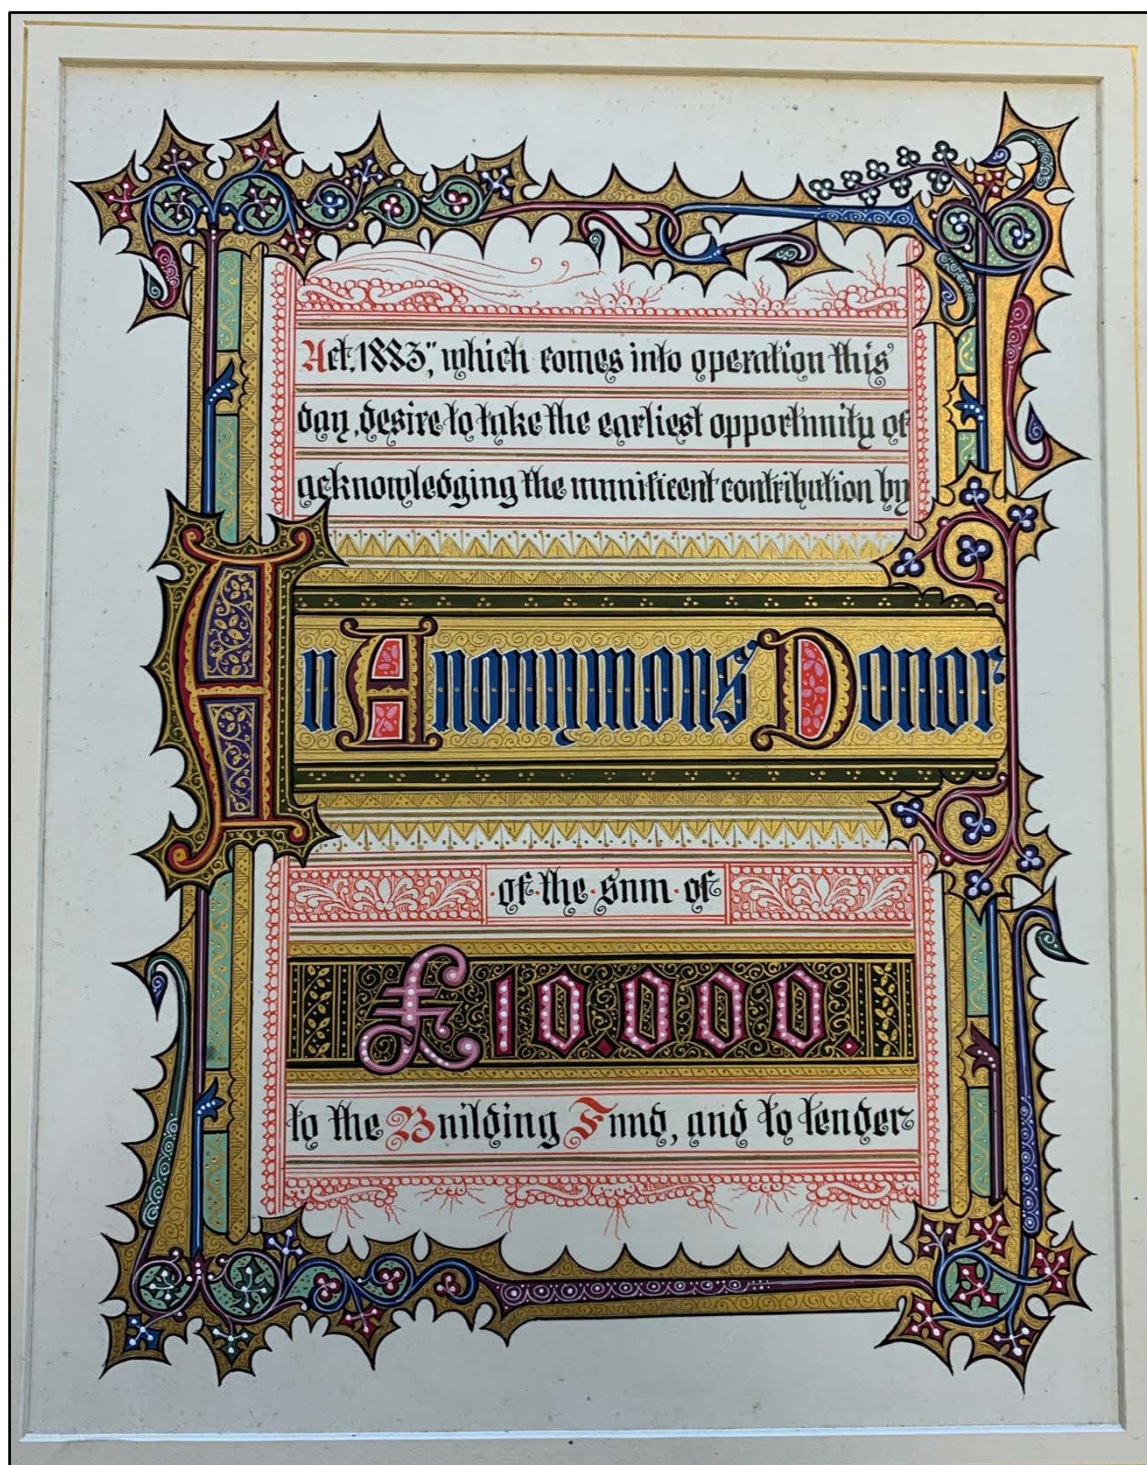 Act, 1883", which comes into operation this
day, desire to take the earliest opportunity of
acknowledging the munificent contribution by
An Anonymous Donor
of · the · sum · of
£10.000.
to the Building Fund, and to tender